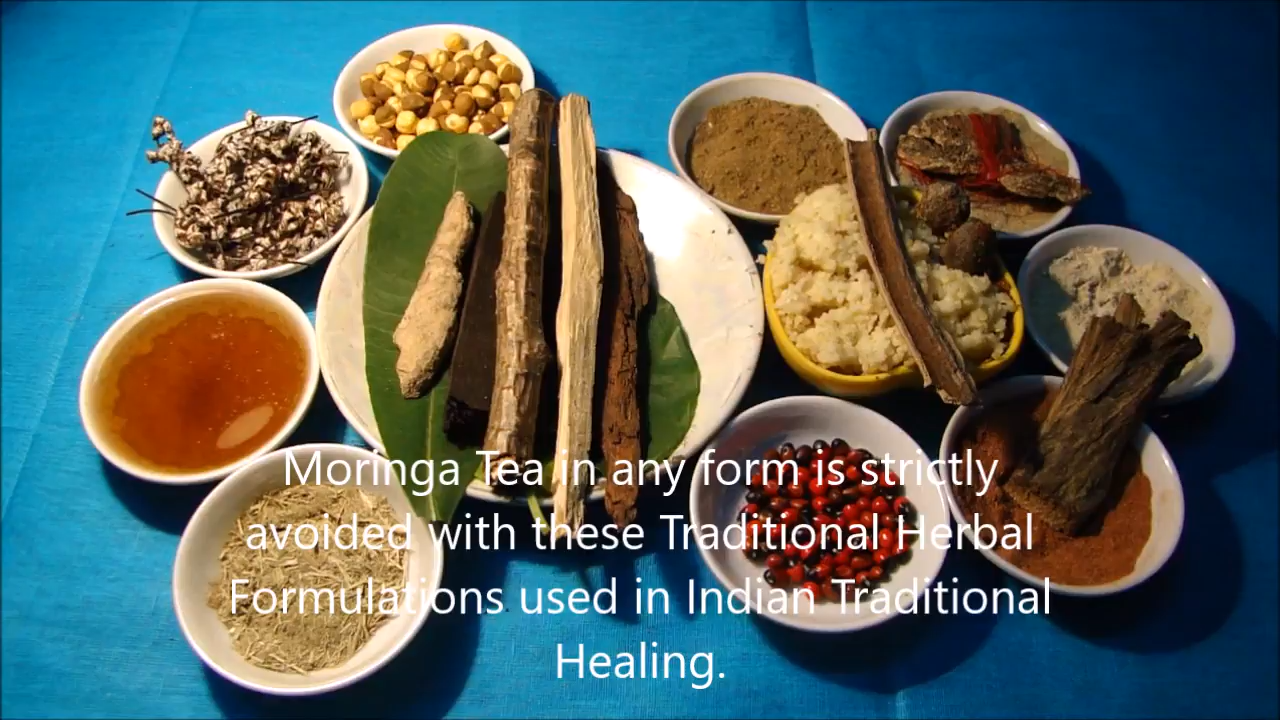 Moringa Tea in any form is strictly
avoided with these Traditional Herbal
Formulations used in Indian Traditional
Healing.